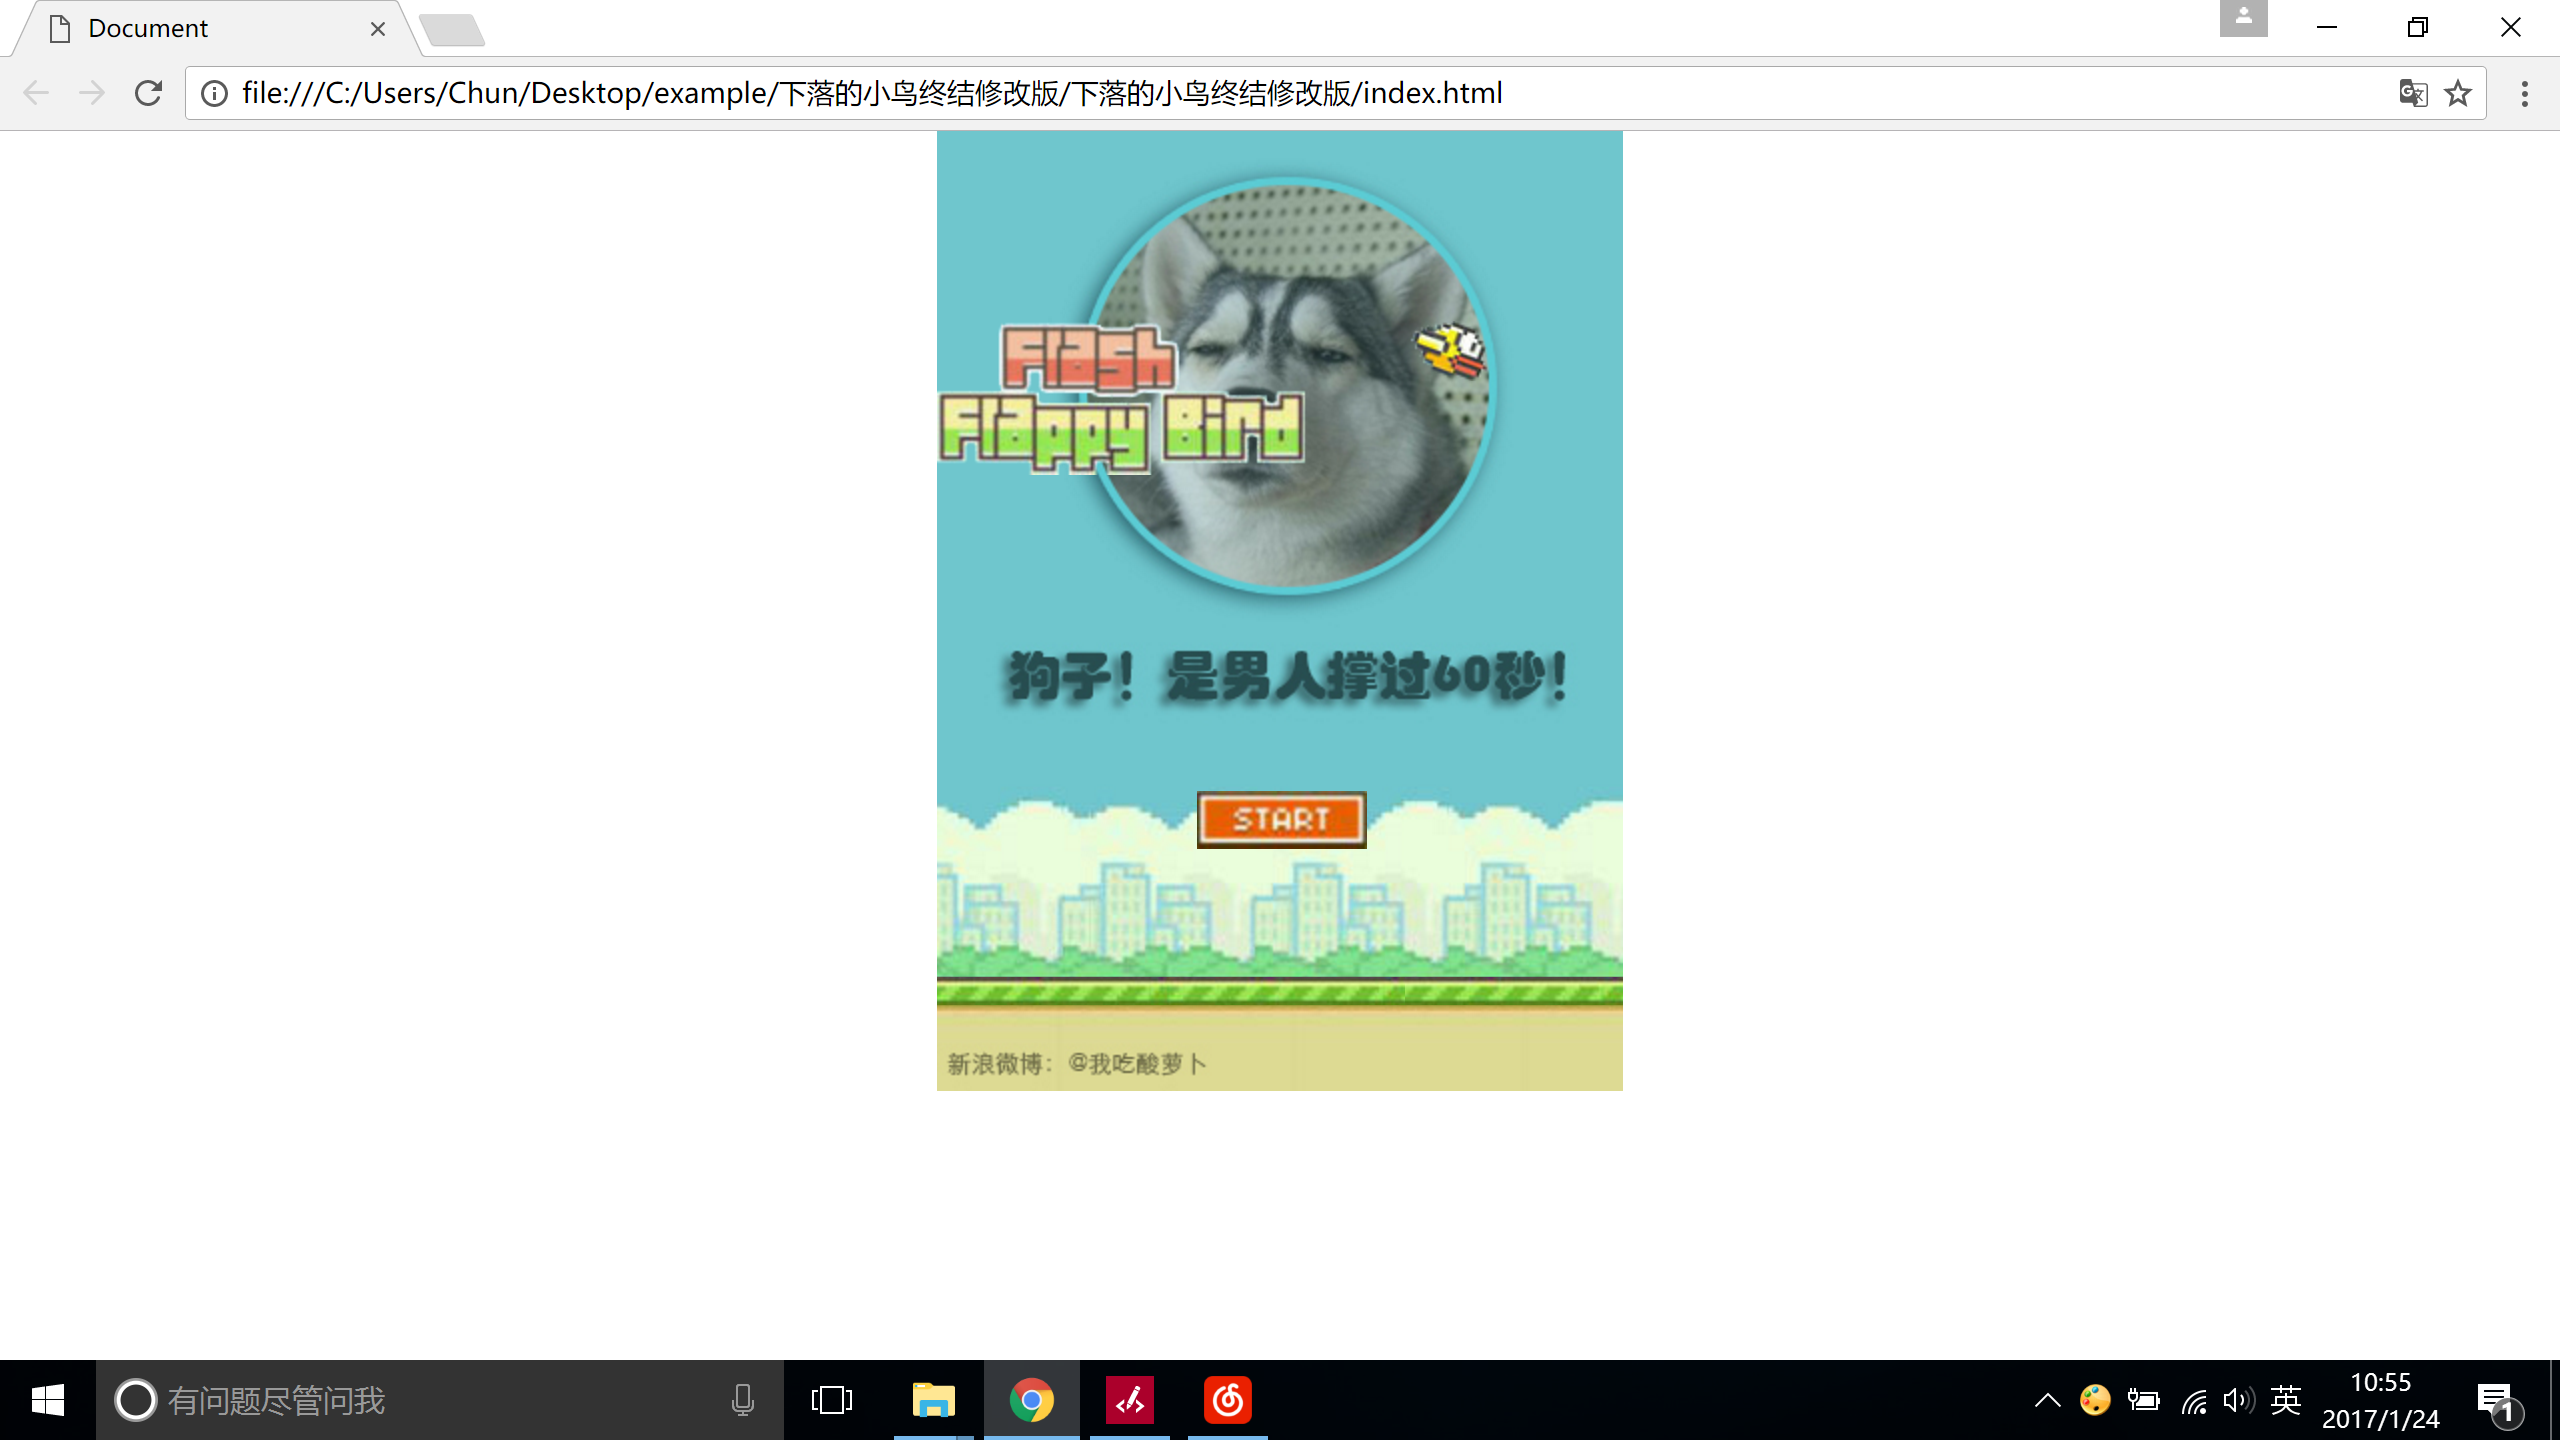 Document
file:///C:/Users/Chun/Desktop/example/下落的小鸟终结修改版/下落的小鸟终结修改版/index.html
Flash
Flappy Bird
狗子！是男人撑过60秒！
START
新浪微博：@我吃酸萝卜
有问题尽管问我
英
10:55
2017/1/24
1